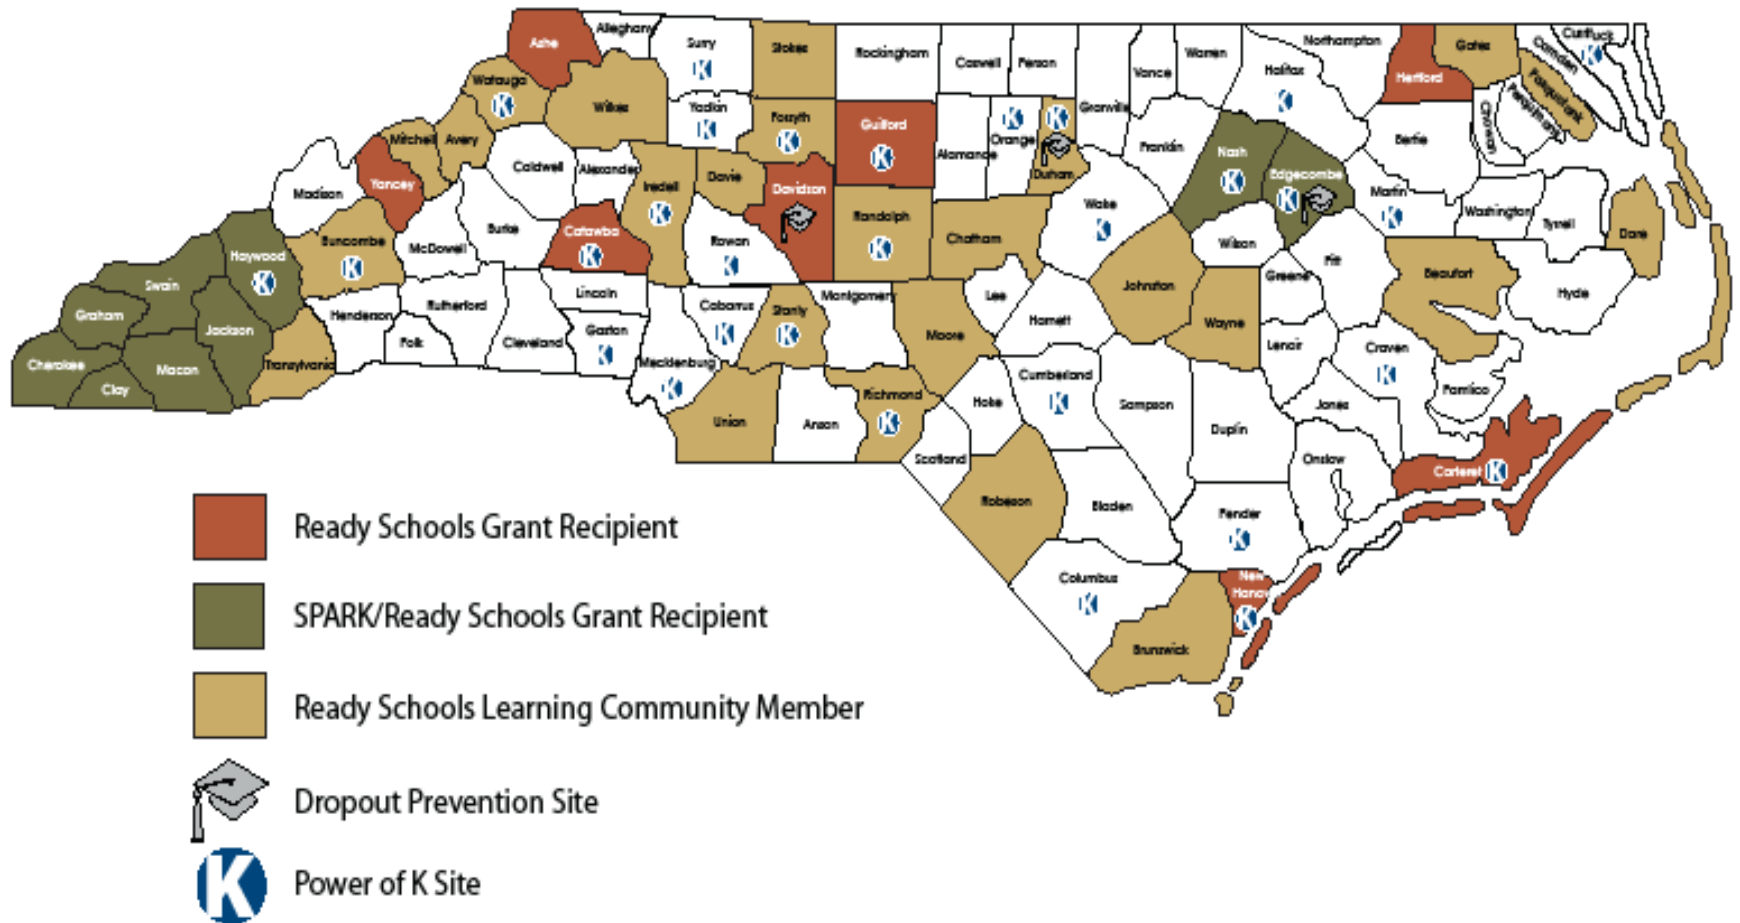 Ashe
Alleghany
Surry
K
Stokes
Rockingham
Caswell
Person
Vance
Warren
Northampton
Hertford
Gates
Camden
Currituck
K
Pasquotank
Perquimans
Chowan
Watauga
K
Wilkes
Yadkin
K
Forsyth
K
Guilford
K
Alamance
Orange
K
Durham
K
Granville
Franklin
Halifax
K
Bertie
Mitchell
Avery
Caldwell
Alexander
Iredell
K
Davie
Davidson
Randolph
K
Chatham
Wake
K
Nash
K
Edgecombe
K
Martin
K
Washington
Tyrrell
Dare
Madison
Yancey
Burke
Catawba
K
Rowan
K
Wilson
Pitt
Greene
Beaufort
Hyde
Swain
Haywood
K
Buncombe
K
McDowell
Lincoln
Cabarrus
K
Stanly
K
Montgomery
Moore
Lee
Harnett
Johnston
Wayne
Lenoir
Craven
K
Pamlico
Graham
Jackson
Henderson
Rutherford
Polk
Cleveland
Gaston
K
Mecklenburg
K
Cherokee
Clay
Macon
Transylvania
Union
Anson
Richmond
K
Hoke
Cumberland
K
Sampson
Duplin
Jones
Onslow
Carteret
K
Scotland
Robeson
Bladen
Pender
K
Columbus
K
Brunswick
New
Hanov
K
Ready Schools Grant Recipient
SPARK/Ready Schools Grant Recipient
Ready Schools Learning Community Member
Dropout Prevention Site
K
Power of K Site